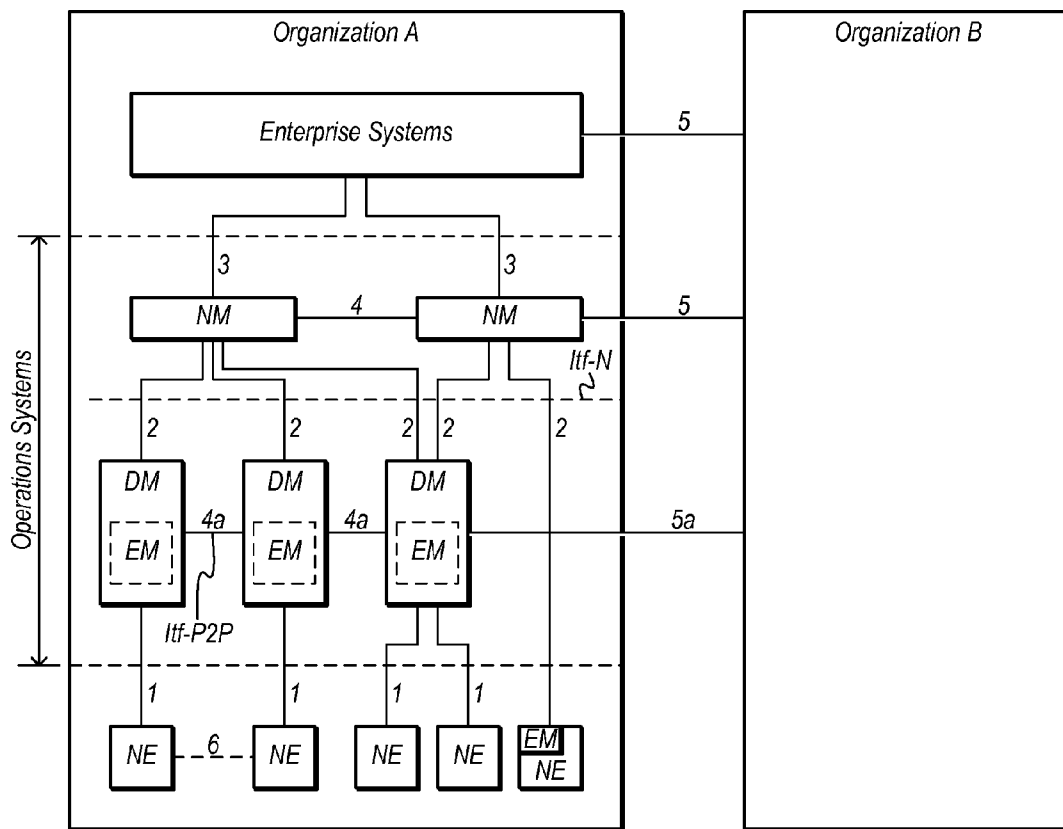 Organization A
Organization B
Enterprise Systems
5
3
3
NM
4
NM
5
Itf-N
Operations Systems
2
2
2
2
2
DM
DM
DM
4a
4a
5a
EM
EM
EM
Itf-P2P
1
1
1
1
NE
6
NE
NE
NE
EM
NE